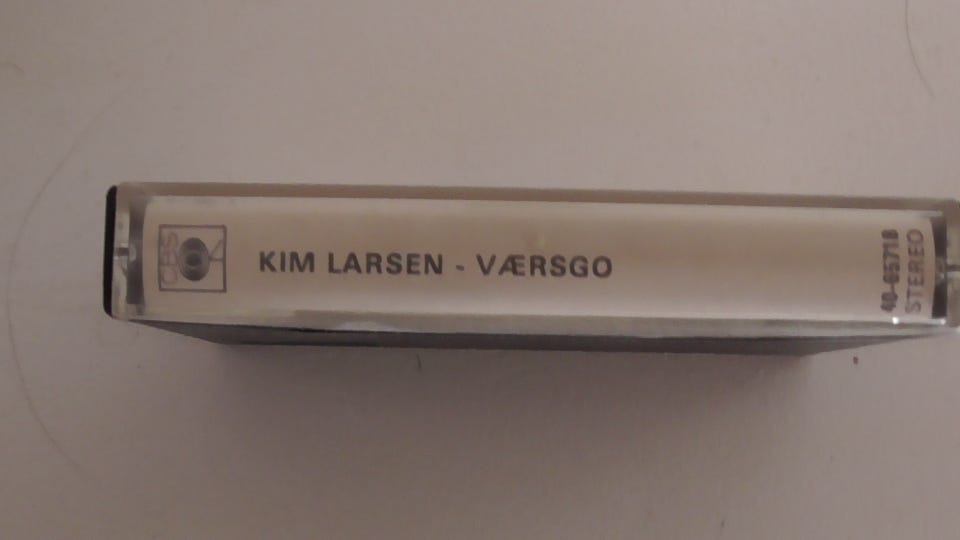 CBS
KIM LARSEN - VÆRSGO
40-65718
STEREO